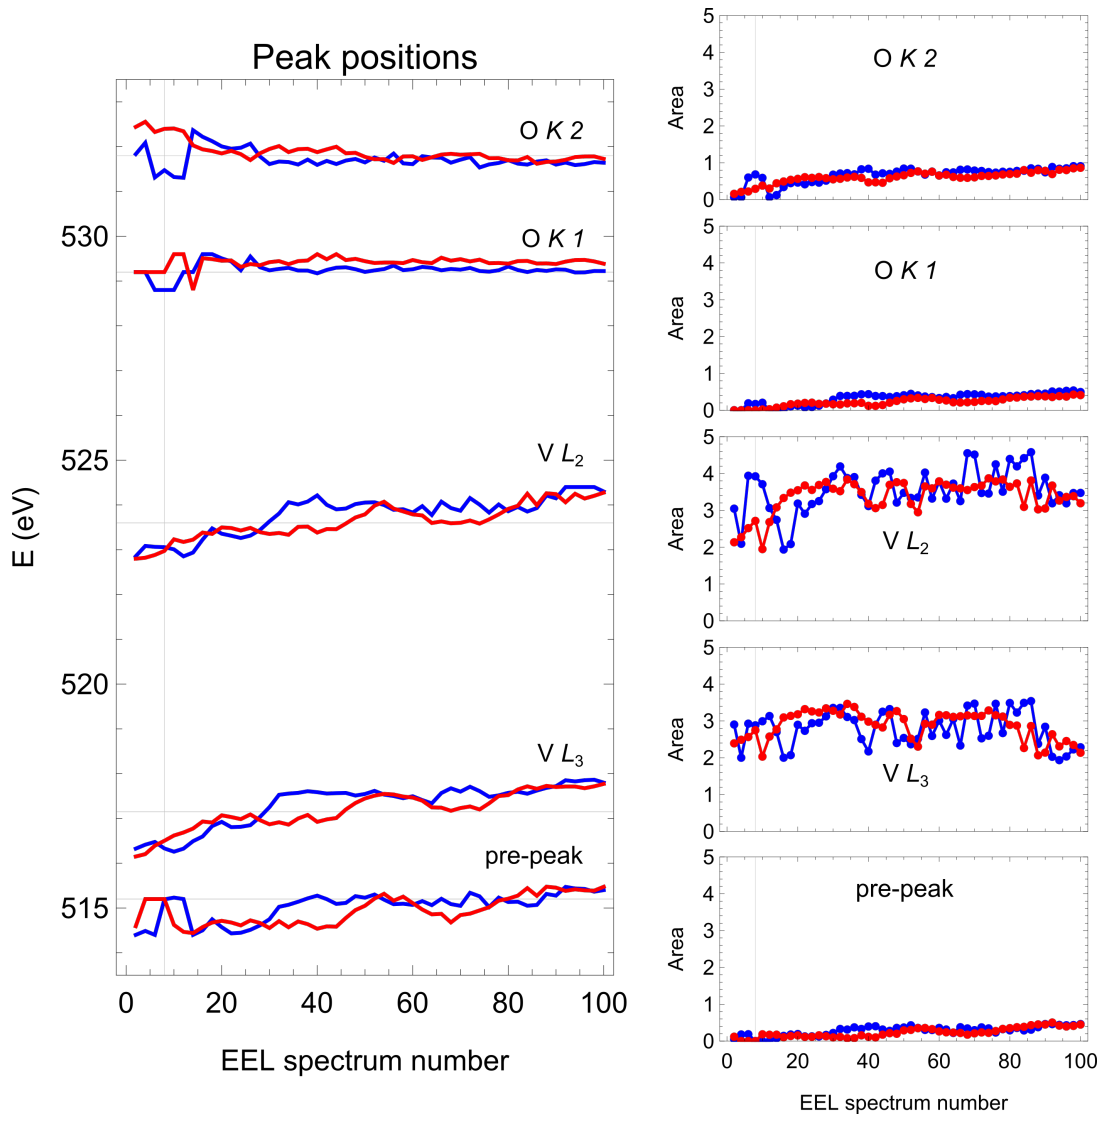 Peak positions
O K 2
O K 1
V L2
V L3
pre-peak
530
525
520
515
E (eV)
0 20 40 60 80 100
EEL spectrum number
5
4
3
2
1
0
Area
O K 2
5
4
3
2
1
0
Area
O K 1
5
4
3
2
1
0
Area
V L2
5
4
3
2
1
0
Area
V L3
5
4
3
2
1
0
Area
pre-peak
0 20 40 60 80 100
EEL spectrum number